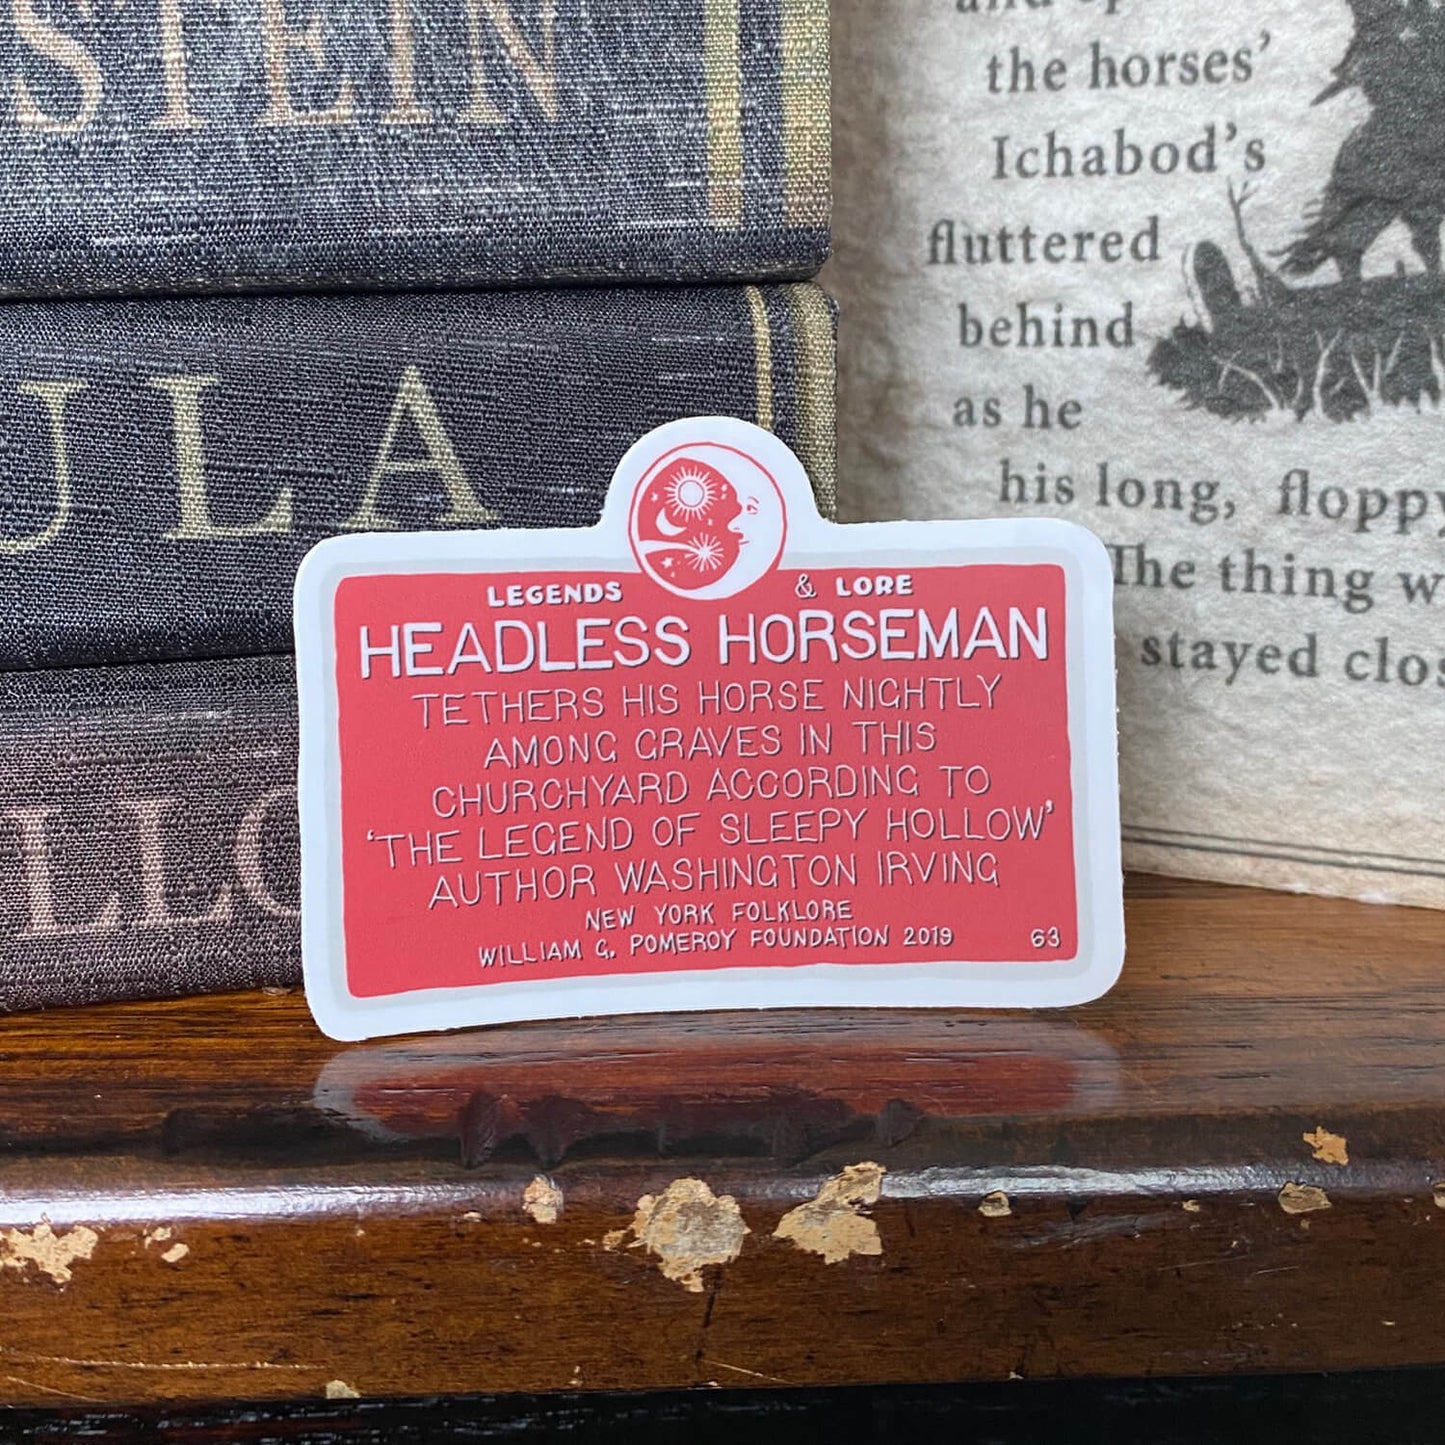 STEIN
ULA
LLO
the horses'
Ichabod's
fluttered
behind
as he
his long, floppy
The thing
stayed
LEGENDS & LORE
HEADLESS HORSEMAN
TETHERS HIS HORSE NIGHTLY
AMONG GRAVES IN THIS
CHURCHYARD ACCORDING TO
'THE LEGEND OF SLEEPY HOLLOW'
AUTHOR WASHINGTON IRVING
NEW YORK FOLKLORE
WILLIAM G. POMEROY FOUNDATION 2019 63